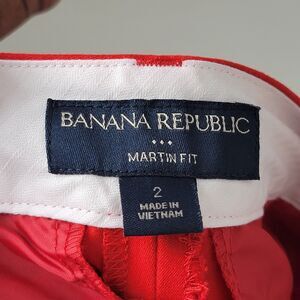 BANANA REPUBLIC
MARTIN FIT
2
MADE IN
VIETNAM